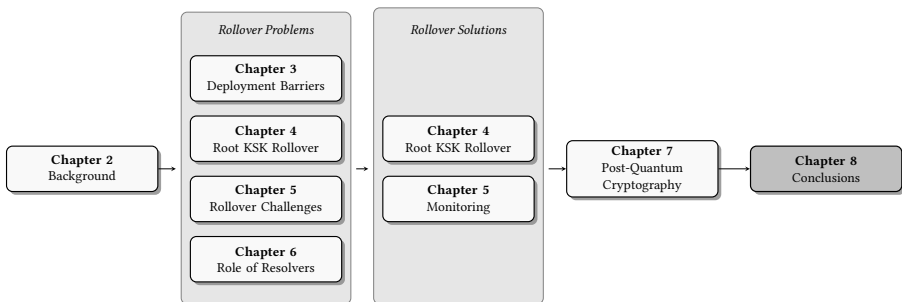 Rollover Problems
Rollover Solutions
Chapter 3
Deployment Barriers
Chapter 4
Root KSK Rollover
Chapter 4
Root KSK Rollover
Chapter 2
Background
Chapter 7
Post-Quantum
Cryptography
Chapter 8
Conclusions
Chapter 5
Rollover Challenges
Chapter 5
Monitoring
Chapter 6
Role of Resolvers